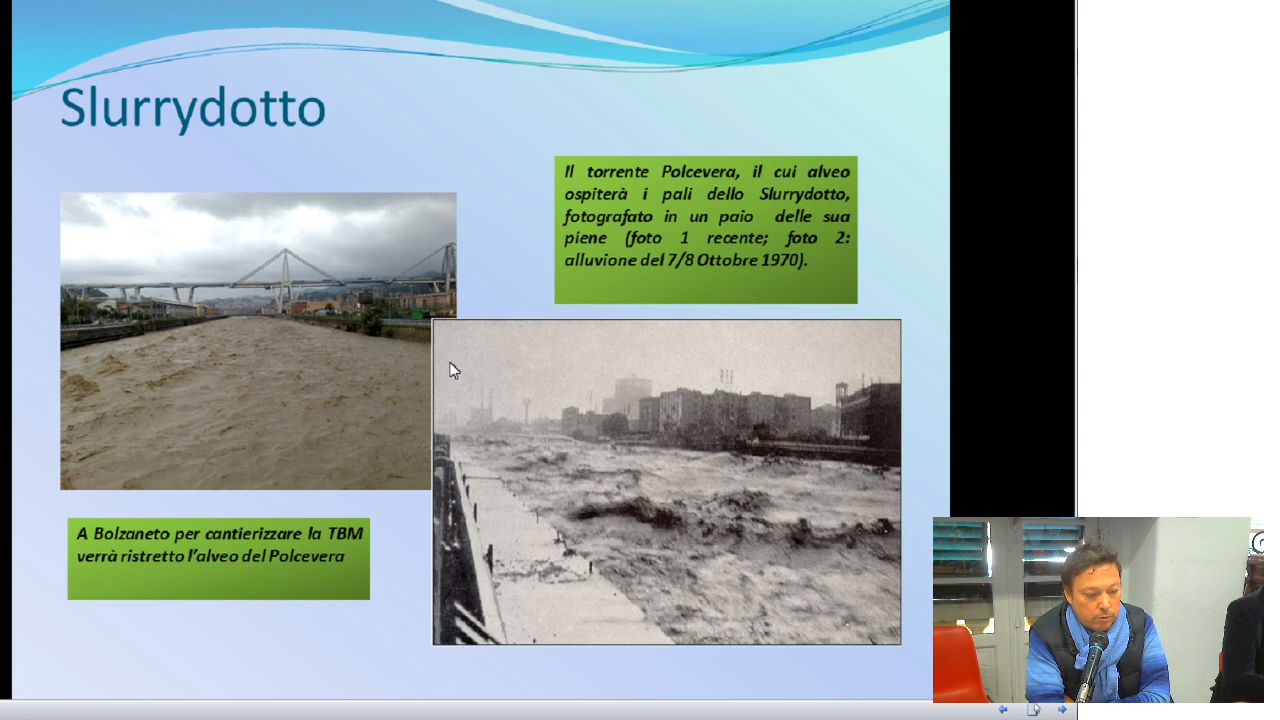 Slurrydotto
Il torrente Polcevera, il cui alveo
ospiterà i pali dello Slurrydotto,
fotografato in un paio delle sua
piene (foto 1 recente; foto 2:
alluvione del 7/8 Ottobre 1970).
A Bolzaneto per cantierizzare la TBM
verrà ristretto l'alveo del Polcevera